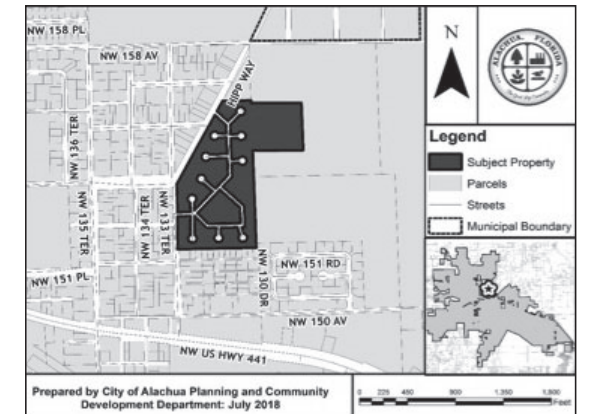 NW 158 PL
NW 158 AV
HIPP WAY
NW 136 TER
NW 135 TER
NW 134 TER
NW 133 TER
NW 151 PL
NW 130 DR
NW 151 RD
NW 150 AV
NW US HWY 441
N
ALACHUA, FLORIDA
Legend
Subject Property
Parcels
Streets
Municipal Boundary
Prepared by City of Alachua Planning and Community
Development Department: July 2018
0 225 450 900 1,350 1,800
Feet